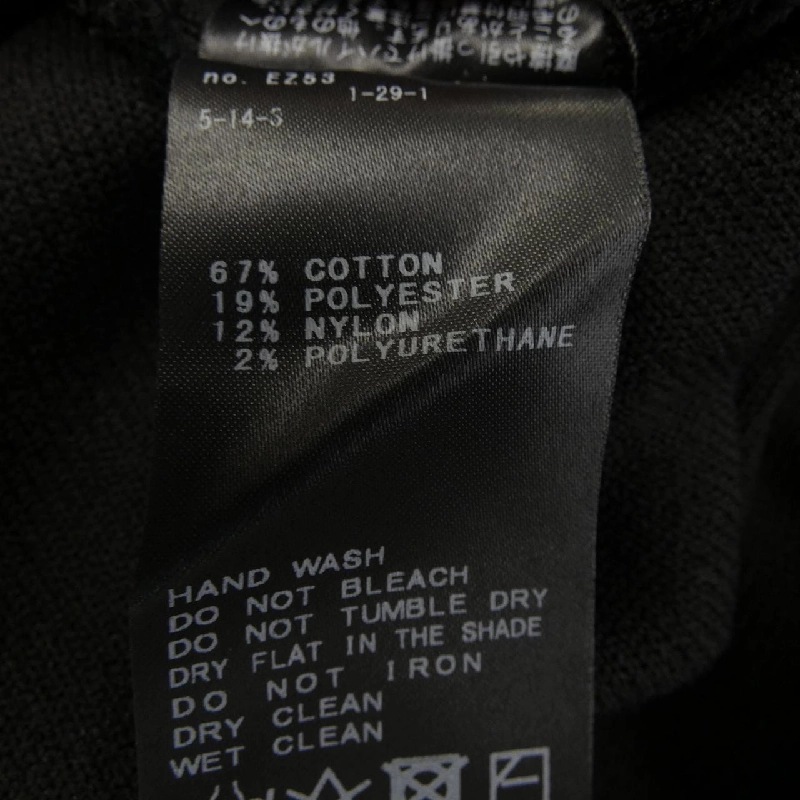 no. EZ53
1-29-1
5-14-3
67% COTTON
19% POLYESTER
12% NYLON
2% POLYURETHANE
HAND WASH
DO NOT BLEACH
DO NOT TUMBLE DRY
DRY FLAT IN THE SHADE
DO NOT IRON
DRY CLEAN
WET CLEAN